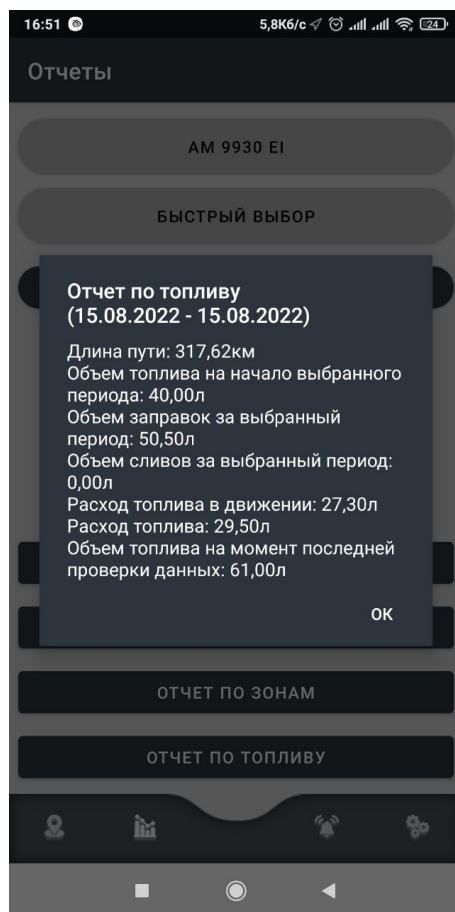 16:51
5,8Кб/с
24
Отчеты
AM 9930 EI
БЫСТРЫЙ ВЫБОР
Отчет по топливу
(15.08.2022 - 15.08.2022)
Длина пути: 317,62км
Объем топлива на начало выбранного
периода: 40,00л
Объем заправок за выбранный
период: 50,50л
Объем сливов за выбранный период:
0,00л
Расход топлива в движении: 27,30л
Расход топлива: 29,50л
Объем топлива на момент последней
проверки данных: 61,00л
ОК
ОТЧЕТ ПО ЗОНАМ
ОТЧЕТ ПО ТОПЛИВУ